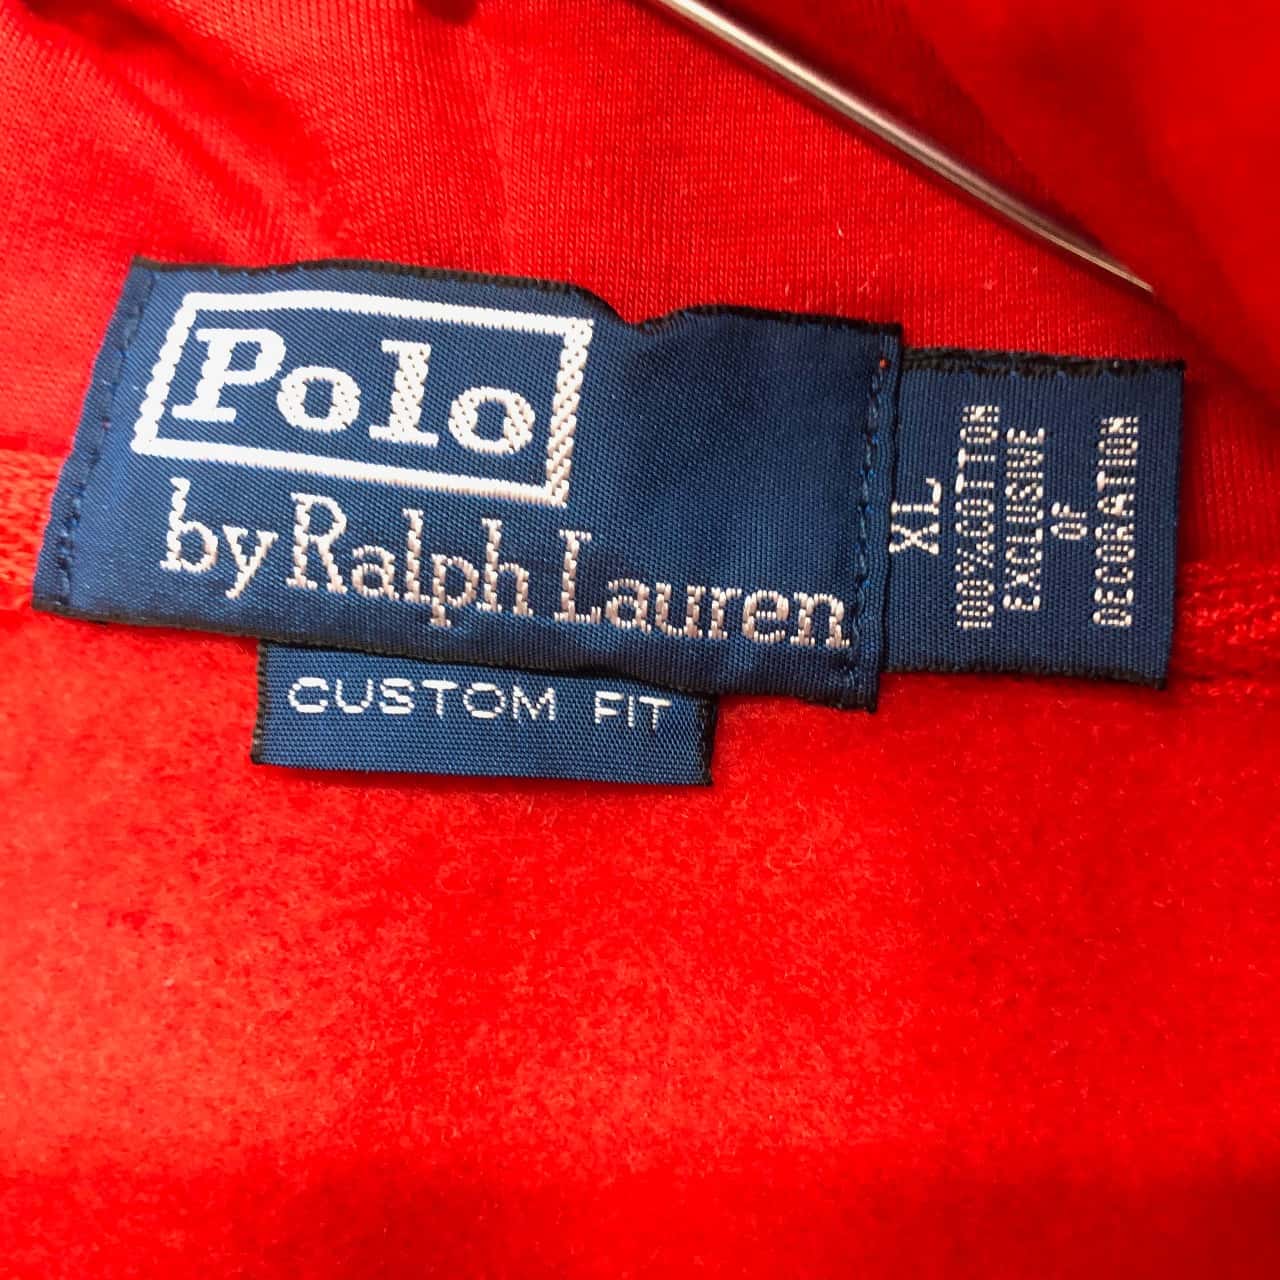 Polo
by Ralph Lauren
CUSTOM FIT
XL
100% COTTON
EXCLUSIVE
OF
DECORATION